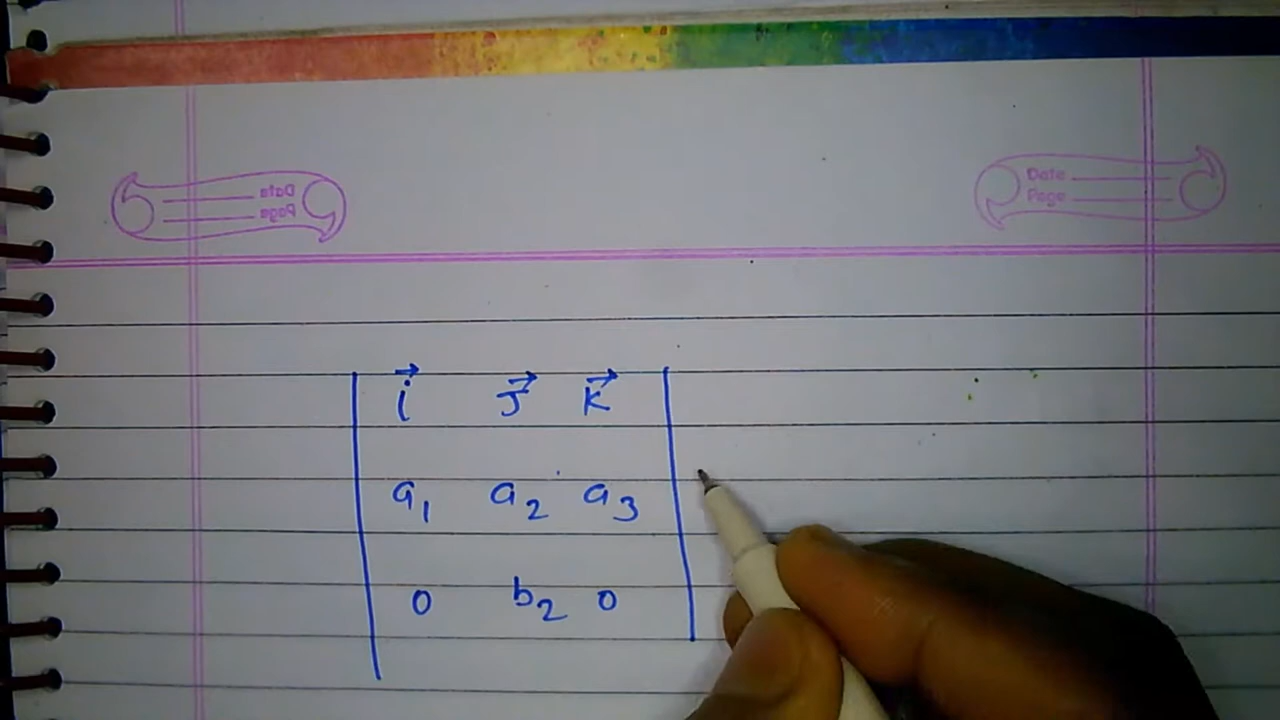 Date
Page
Date
Page
i⃗ J⃗ K⃗
a₁ a₂ a₃
0 b₂ 0